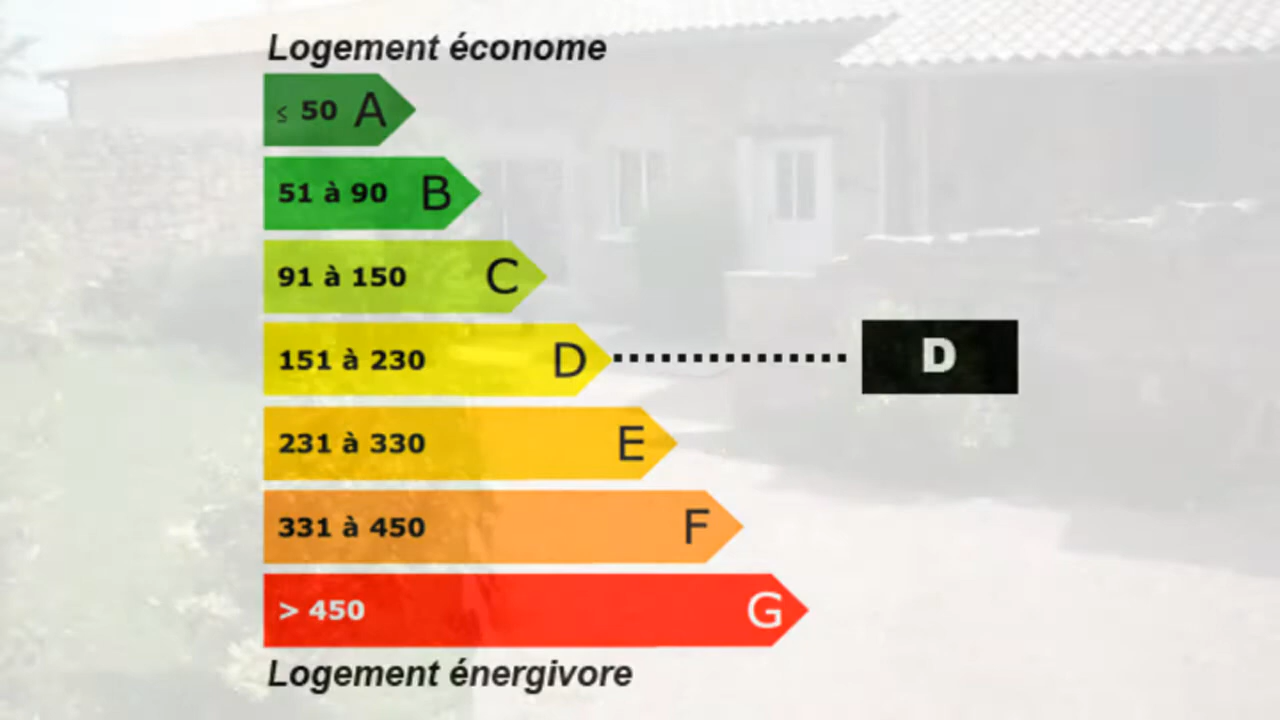 Logement économe
≤ 50 A
51 à 90 B
91 à 150 C
151 à 230 D
D
231 à 330 E
331 à 450 F
> 450 G
Logement énergivore